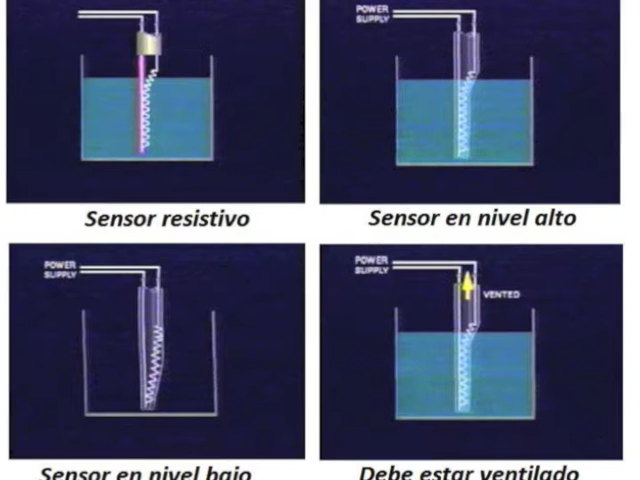 POWER
SUPPLY
Sensor resistivo
Sensor en nivel alto
POWER
SUPPLY
POWER
SUPPLY
VENTED
Sensor en nivel bajo
Debe estar ventilado